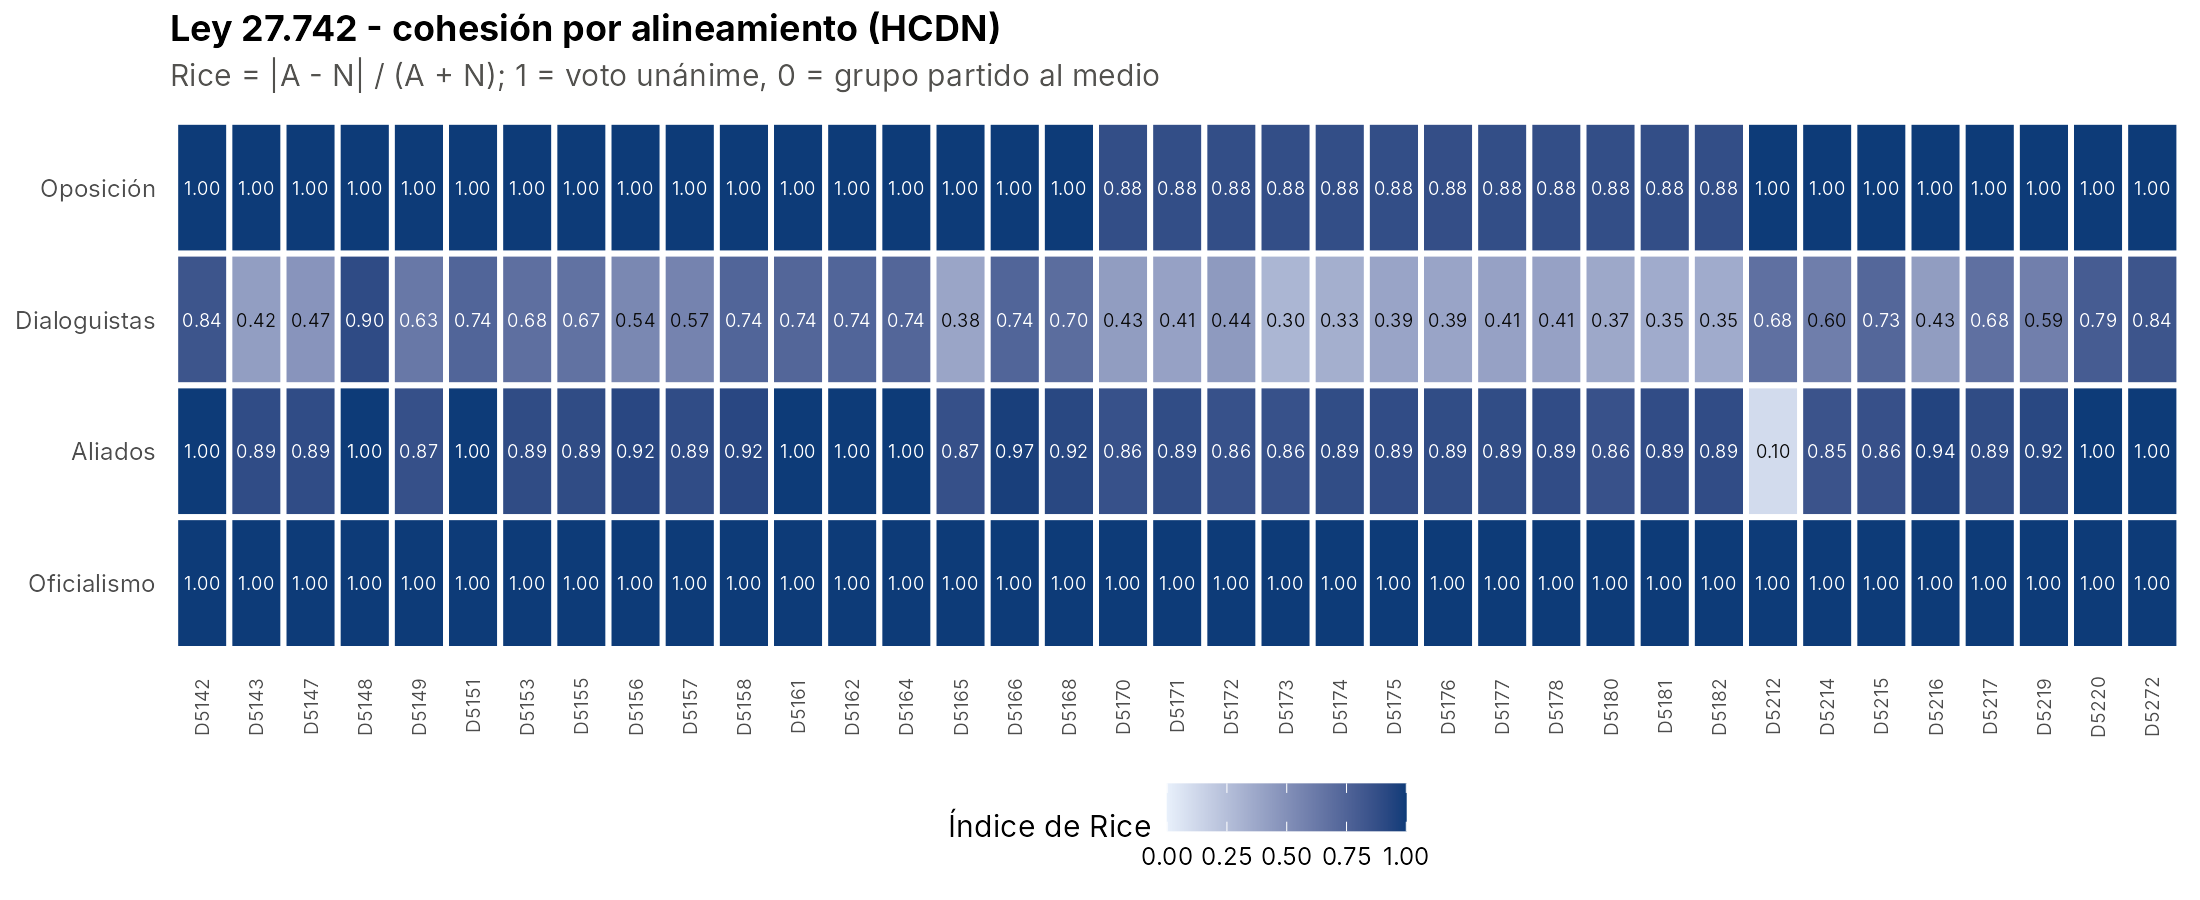 Ley 27.742 - cohesión por alineamiento (HCDN)
Rice = |A - N| / (A + N); 1 = voto unánime, 0 = grupo partido al medio
Oposición 1.00 1.00 1.00 1.00 1.00 1.00 1.00 1.00 1.00 1.00 1.00 1.00 1.00 1.00 1.00 1.00 1.00 0.88 0.88 0.88 0.88 0.88 0.88 0.88 0.88 0.88 0.88 0.88 0.88 1.00 1.00 1.00 1.00 1.00 1.00 1.00 1.00
Dialoguistas 0.84 0.42 0.47 0.90 0.63 0.74 0.68 0.67 0.54 0.57 0.74 0.74 0.74 0.74 0.38 0.74 0.70 0.43 0.41 0.44 0.30 0.33 0.39 0.39 0.41 0.41 0.37 0.35 0.35 0.68 0.60 0.73 0.43 0.68 0.59 0.79 0.84
Aliados 1.00 0.89 0.89 1.00 0.87 1.00 0.89 0.89 0.92 0.89 0.92 1.00 1.00 1.00 0.87 0.97 0.92 0.86 0.89 0.86 0.86 0.89 0.89 0.89 0.89 0.89 0.86 0.89 0.89 0.10 0.85 0.86 0.94 0.89 0.92 1.00 1.00
Oficialismo 1.00 1.00 1.00 1.00 1.00 1.00 1.00 1.00 1.00 1.00 1.00 1.00 1.00 1.00 1.00 1.00 1.00 1.00 1.00 1.00 1.00 1.00 1.00 1.00 1.00 1.00 1.00 1.00 1.00 1.00 1.00 1.00 1.00 1.00 1.00 1.00 1.00
D5142 D5143 D5147 D5148 D5149 D5151 D5153 D5155 D5156 D5157 D5158 D5161 D5162 D5164 D5165 D5166 D5168 D5170 D5171 D5172 D5173 D5174 D5175 D5176 D5177 D5178 D5180 D5181 D5182 D5212 D5214 D5215 D5216 D5217 D5219 D5220 D5272
Índice de Rice
0.00 0.25 0.50 0.75 1.00